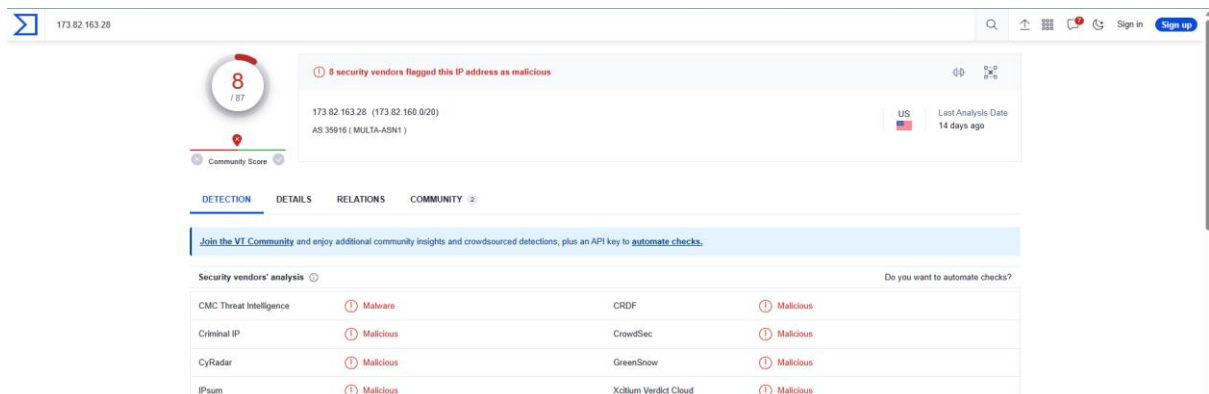 173.82.163.28
7
Sign in
Sign up
8
/ 87
Community Score
8 security vendors flagged this IP address as malicious
173.82.163.28 (173.82.160.0/20)
AS 35916 ( MULTA-ASN1 )
US
Last Analysis Date
14 days ago
DETECTION DETAILS RELATIONS COMMUNITY 2
Join the VT Community and enjoy additional community insights and crowdsourced detections, plus an API key to automate checks.
Security vendors' analysis Do you want to automate checks?
CMC Threat Intelligence Malware CRDF Malicious
Criminal IP Malicious CrowdSec Malicious
CyRadar Malicious GreenSnow Malicious
IPsum Malicious Xcitium Verdict Cloud Malicious